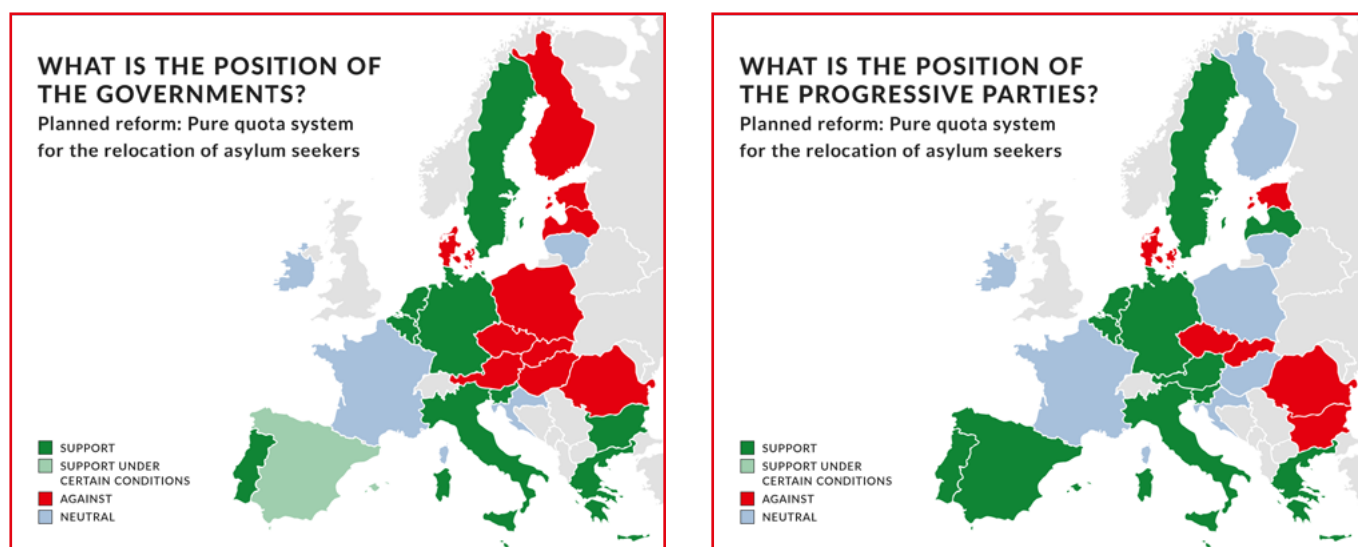 WHAT IS THE POSITION OF
THE GOVERNMENTS?
Planned reform: Pure quota system
for the relocation of asylum seekers
SUPPORT
SUPPORT UNDER
CERTAIN CONDITIONS
AGAINST
NEUTRAL
WHAT IS THE POSITION OF
THE PROGRESSIVE PARTIES?
Planned reform: Pure quota system
for the relocation of asylum seekers
SUPPORT
SUPPORT UNDER
CERTAIN CONDITIONS
AGAINST
NEUTRAL